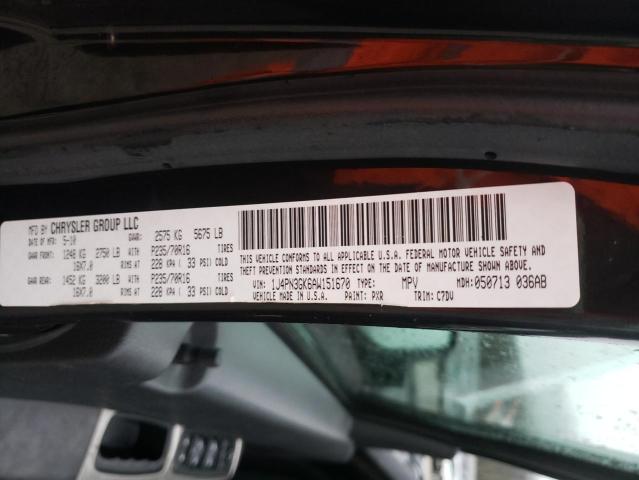 MFD BY CHRYSLER GROUP LLC
DATE OF MFR 5-10 GVWR: 2575 KG 5675 LB
GAWR FRONT: 1248 KG 2750 LB WITH P235/70R16 TIRES
16X7.0 RIMS AT 228 KPA ( 33 PSI) COLD
GAWR REAR: 1452 KG 3200 LB WITH P235/70R16 TIRES
16X7.0 RIMS AT 228 KPA ( 33 PSI) COLD
THIS VEHICLE CONFORMS TO ALL APPLICABLE U.S.A. FEDERAL MOTOR VEHICLE SAFETY AND
THEFT PREVENTION STANDARDS IN EFFECT ON THE DATE OF MANUFACTURE SHOWN ABOVE.
VIN: 1J4PN3GK6AW151670 TYPE: MPV MDH: 050713 036AB
VEHICLE MADE IN U.S.A. PAINT: PXR TRIM: C7DV